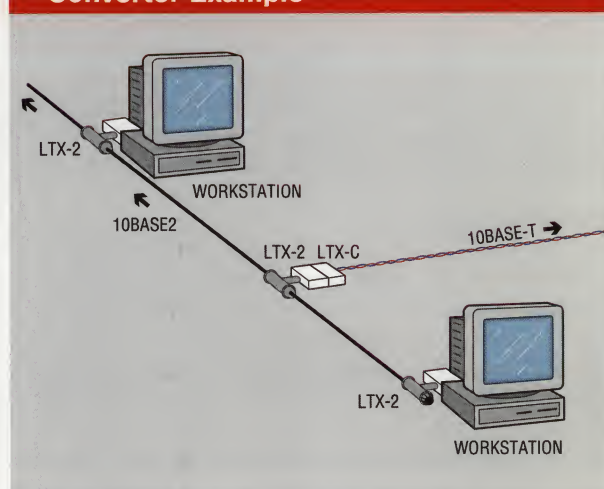 Converter Example
LTX-2
WORKSTATION
10BASE2
LTX-2 LTX-C
10BASE-T
LTX-2
WORKSTATION